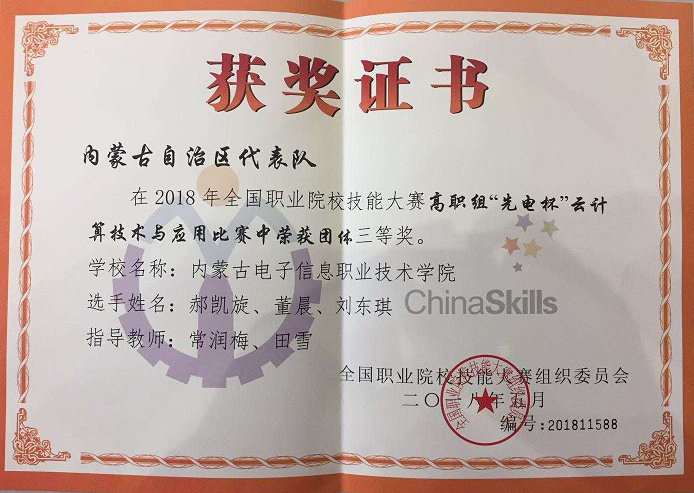 获奖证书
内蒙古自治区代表队
在2018年全国职业院校技能大赛高职组“先电杯”云计
算技术与应用比赛中荣获团体三等奖。
学校名称：内蒙古电子信息职业技术学院
选手姓名：郝凯旋、董晨、刘东琪
ChinaSkills
指导教师：常润梅、田雪
全国职业院校技能大赛组织委员会
二〇一八年五月
编号:201811588